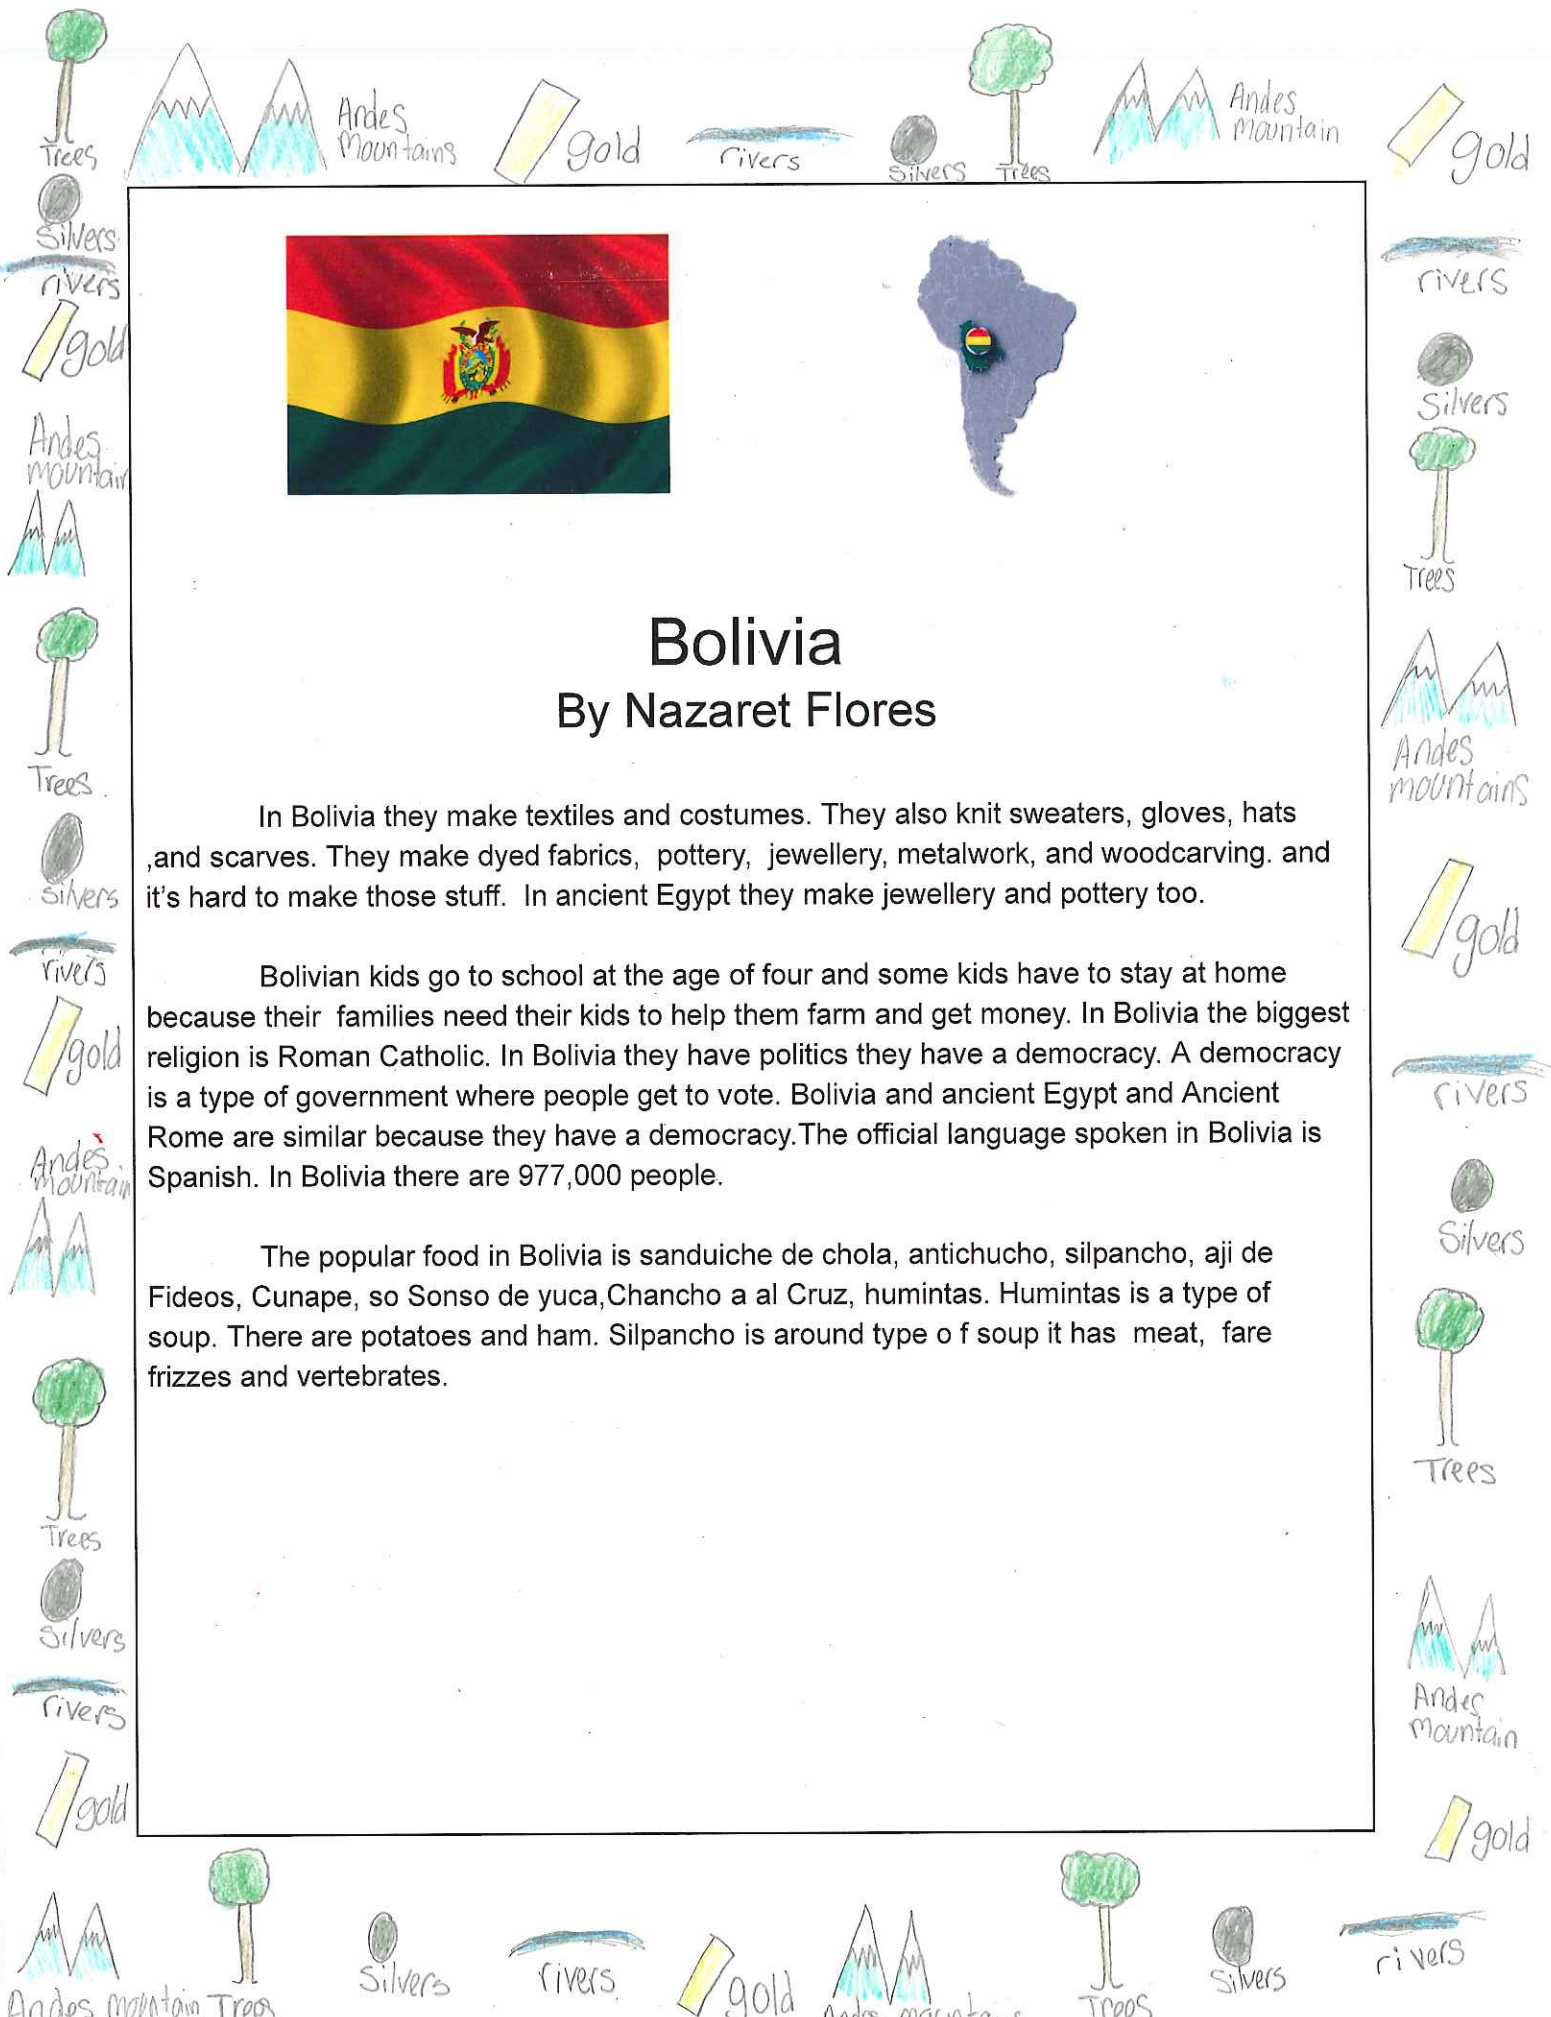 Trees
Andes
Mountains
gold
rivers
Silvers
Trees
Andes
mountain
gold
Silvers
rivers
gold
Andes
mountain
Trees
Silvers
rivers
gold
Andes
mountain
Trees
Silvers
rivers
gold
rivers
Silvers
Trees
Andes
mountains
gold
rivers
Silvers
Trees
Andes
mountain
gold
Bolivia
By Nazaret Flores
In Bolivia they make textiles and costumes. They also knit sweaters, gloves, hats
,and scarves. They make dyed fabrics, pottery, jewellery, metalwork, and woodcarving. and
it's hard to make those stuff. In ancient Egypt they make jewellery and pottery too.
Bolivian kids go to school at the age of four and some kids have to stay at home
because their families need their kids to help them farm and get money. In Bolivia the biggest
religion is Roman Catholic. In Bolivia they have politics they have a democracy. A democracy
is a type of government where people get to vote. Bolivia and ancient Egypt and Ancient
Rome are similar because they have a democracy.The official language spoken in Bolivia is
Spanish. In Bolivia there are 977,000 people.
The popular food in Bolivia is sanduiche de chola, antichucho, silpancho, aji de
Fideos, Cunape, so Sonso de yuca,Chancho a al Cruz, humintas. Humintas is a type of
soup. There are potatoes and ham. Silpancho is around type o f soup it has meat, fare
frizzes and vertebrates.
Andes mountain
Trees
Silvers
rivers
gold
Andes
Trees
Silvers
rivers